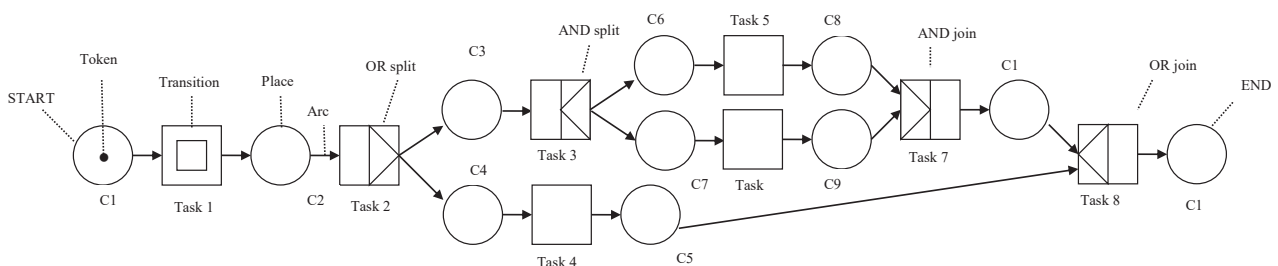 C6
Task 5
C8
AND split
AND join
C3
Token
OR split
C1
OR join
Transition
Place
END
START
Arc
Task 3
Task 7
C4
C7
Task
C9
C1
C2
Task 1
Task 2
Task 8
C1
Task 4
C5